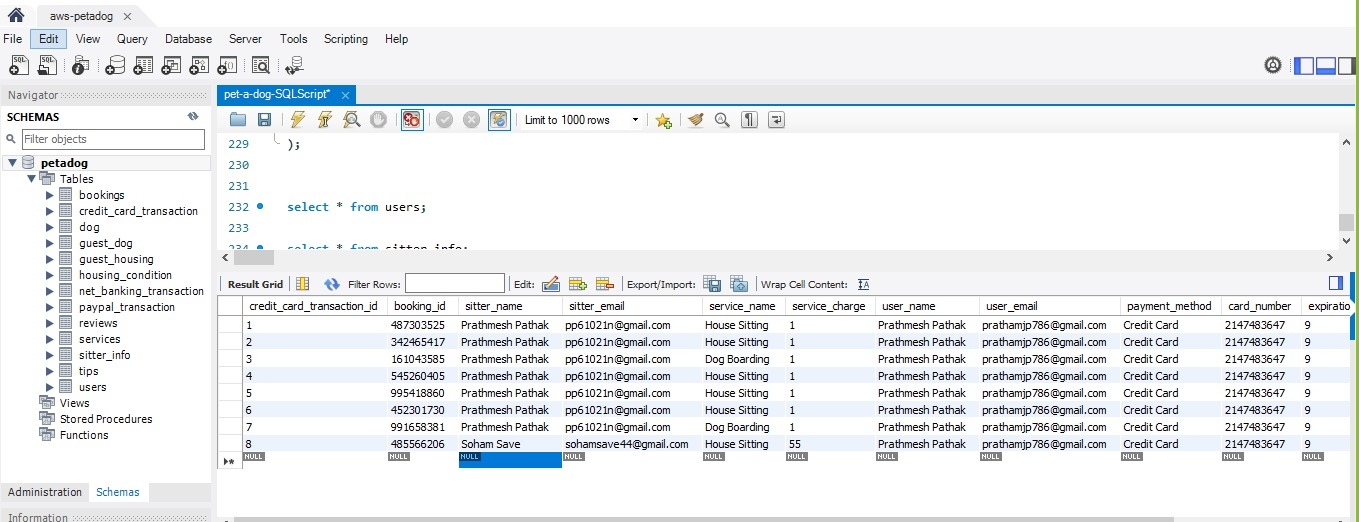 aws-petadog
File Edit View Query Database Server Tools Scripting Help
Navigator
SCHEMAS
Filter objects
petadog
Tables
bookings
credit_card_transaction
dog
guest_dog
guest_housing
housing_condition
net_banking_transaction
paypal_transaction
reviews
services
sitter_info
tips
users
Views
Stored Procedures
Functions
Administration Schemas
Information
pet-a-dog-SQLScript*
Limit to 1000 rows
229 );
230
231
232 select * from users;
233
234 select * from sitter_info;
Result Grid Filter Rows: Edit: Export/Import: Wrap Cell Content:
credit_card_transaction_id booking_id sitter_name sitter_email service_name service_charge user_name user_email payment_method card_number expiratio
1 487303525 Prathmesh Pathak pp61021n@gmail.com House Sitting 1 Prathmesh Pathak prathamjp786@gmail.com Credit Card 2147483647 9
2 342465417 Prathmesh Pathak pp61021n@gmail.com House Sitting 1 Prathmesh Pathak prathamjp786@gmail.com Credit Card 2147483647 9
3 161043585 Prathmesh Pathak pp61021n@gmail.com Dog Boarding 1 Prathmesh Pathak prathamjp786@gmail.com Credit Card 2147483647 9
4 545260405 Prathmesh Pathak pp61021n@gmail.com House Sitting 1 Prathmesh Pathak prathamjp786@gmail.com Credit Card 2147483647 9
5 995418860 Prathmesh Pathak pp61021n@gmail.com House Sitting 1 Prathmesh Pathak prathamjp786@gmail.com Credit Card 2147483647 9
6 452301730 Prathmesh Pathak pp61021n@gmail.com House Sitting 1 Prathmesh Pathak prathamjp786@gmail.com Credit Card 2147483647 9
7 991658381 Prathmesh Pathak pp61021n@gmail.com Dog Boarding 1 Prathmesh Pathak prathamjp786@gmail.com Credit Card 2147483647 9
8 485566206 Soham Save sohamsave44@gmail.com House Sitting 55 Prathmesh Pathak prathamjp786@gmail.com Credit Card 2147483647 9
NULL NULL NULL NULL NULL NULL NULL NULL NULL NULL NULL